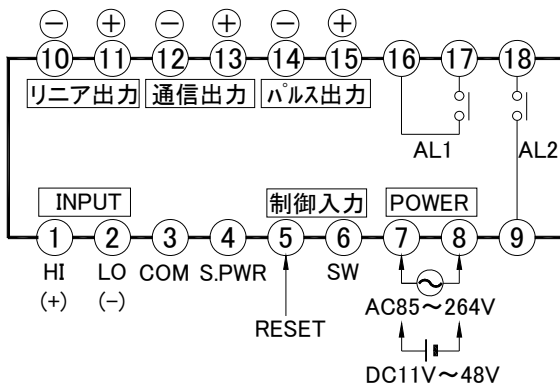 − + − + − +
10 11 12 13 14 15 16 17 18
リニア出力 通信出力 パルス出力
AL1 AL2
INPUT 制御入力 POWER
1 2 3 4 5 6 7 8 9
HI LO COM S.PWR SW
(+) (−)
AC85～264V
RESET
DC11V～48V